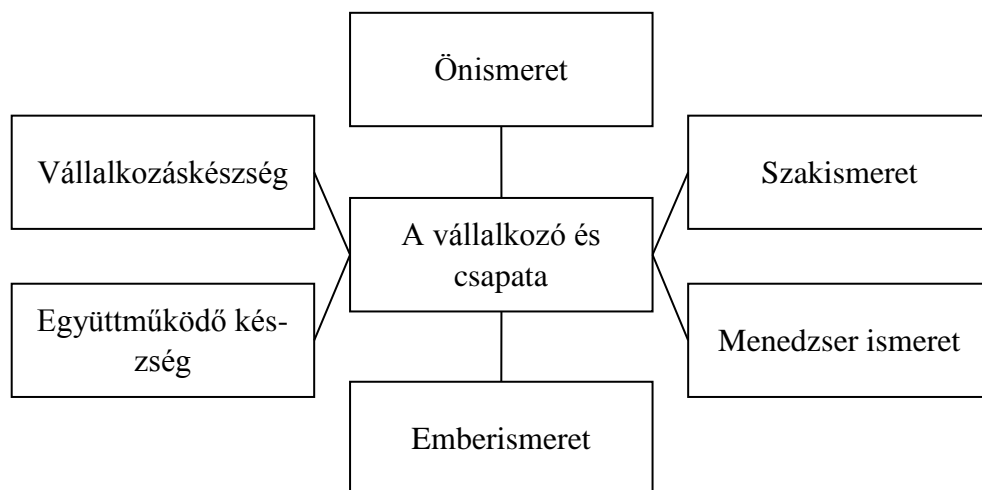 Önismeret
Vállalkozáskészség
Szakismeret
A vállalkozó és
csapata
Együttműködő kés-
zség
Menedzser ismeret
Emberismeret